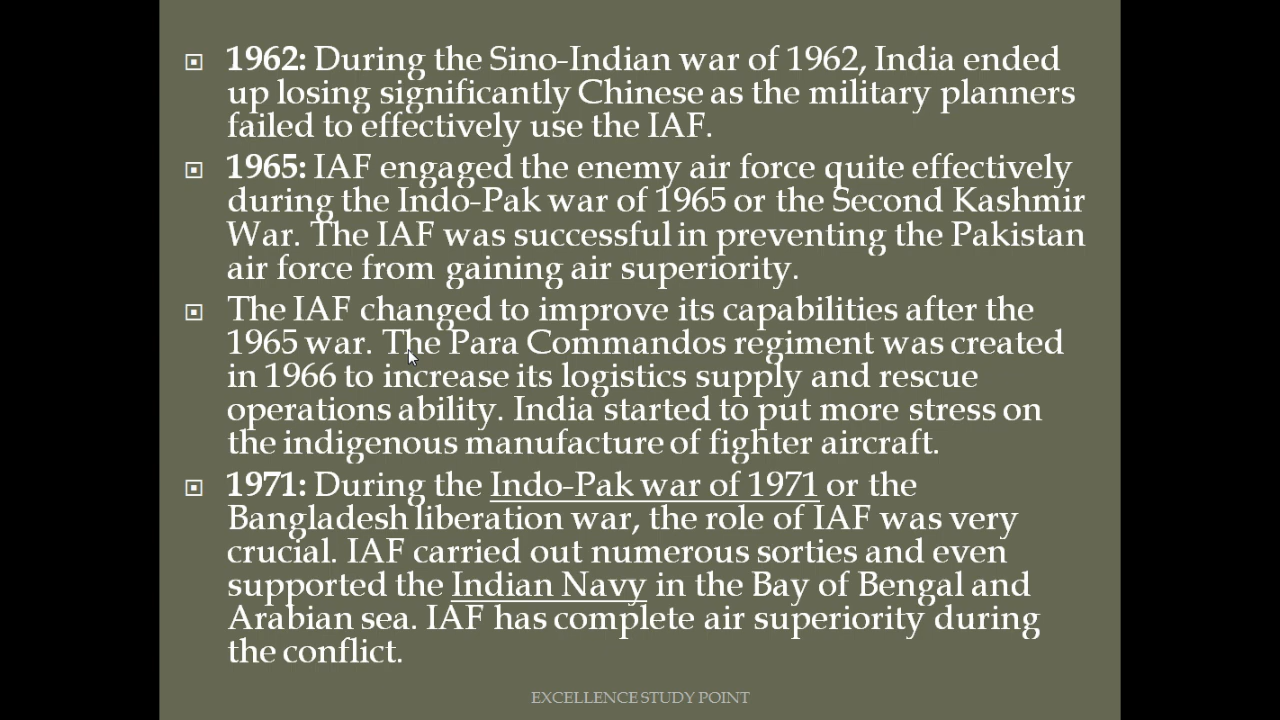 1962: During the Sino-Indian war of 1962, India ended
up losing significantly Chinese as the military planners
failed to effectively use the IAF.
1965: IAF engaged the enemy air force quite effectively
during the Indo-Pak war of 1965 or the Second Kashmir
War. The IAF was successful in preventing the Pakistan
air force from gaining air superiority.
The IAF changed to improve its capabilities after the
1965 war. The Para Commandos regiment was created
in 1966 to increase its logistics supply and rescue
operations ability. India started to put more stress on
the indigenous manufacture of fighter aircraft.
1971: During the Indo-Pak war of 1971 or the
Bangladesh liberation war, the role of IAF was very
crucial. IAF carried out numerous sorties and even
supported the Indian Navy in the Bay of Bengal and
Arabian sea. IAF has complete air superiority during
the conflict.
EXCELLENCE STUDY POINT